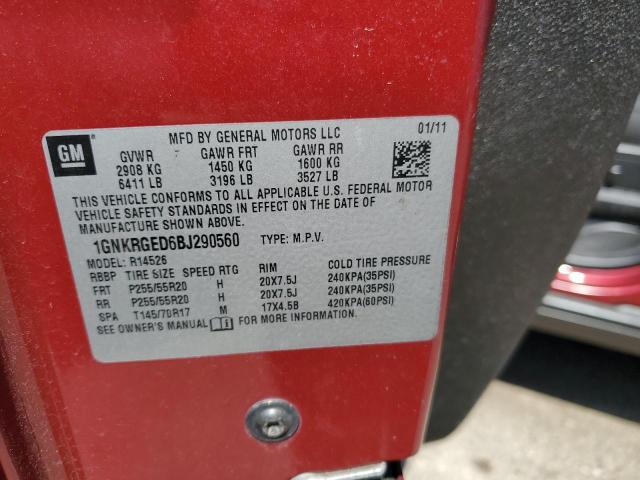 GM
MFD BY GENERAL MOTORS LLC 01/11
GVWR GAWR FRT GAWR RR
2908 KG 1450 KG 1600 KG
6411 LB 3196 LB 3527 LB
THIS VEHICLE CONFORMS TO ALL APPLICABLE U.S. FEDERAL MOTOR
VEHICLE SAFETY STANDARDS IN EFFECT ON THE DATE OF
MANUFACTURE SHOWN ABOVE.
1GNKRGED6BJ290560 TYPE: M.P.V.
MODEL: R14526
RBBP TIRE SIZE SPEED RTG RIM COLD TIRE PRESSURE
FRT P255/55R20 H 20X7.5J 240KPA(35PSI)
RR P255/55R20 H 20X7.5J 240KPA(35PSI)
SPA T145/70R17 M 17X4.5B 420KPA(60PSI)
SEE OWNER'S MANUAL FOR MORE INFORMATION.